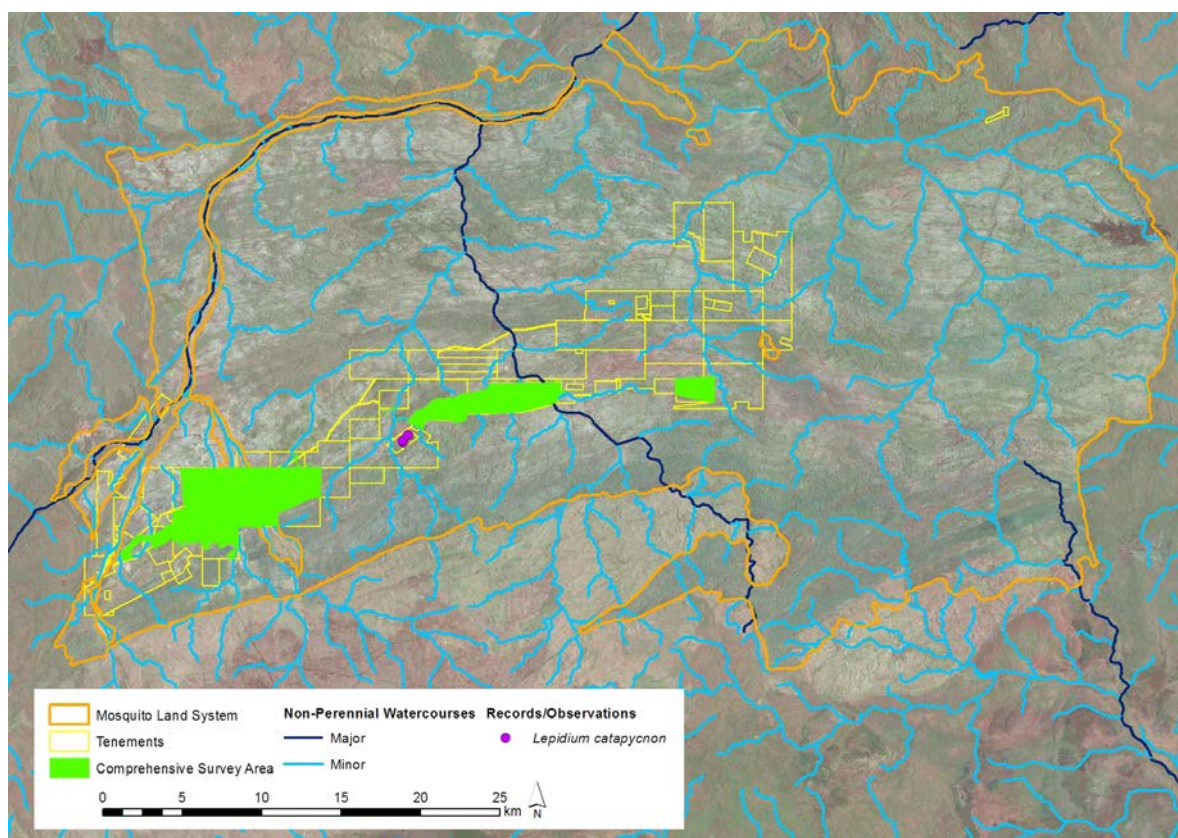 Mosquito Land System
Tenements
Comprehensive Survey Area
Non-Perennial Watercourses
Major
Minor
Records/Observations
Lepidium catapycnon
0 5 10 15 20 25
km
N